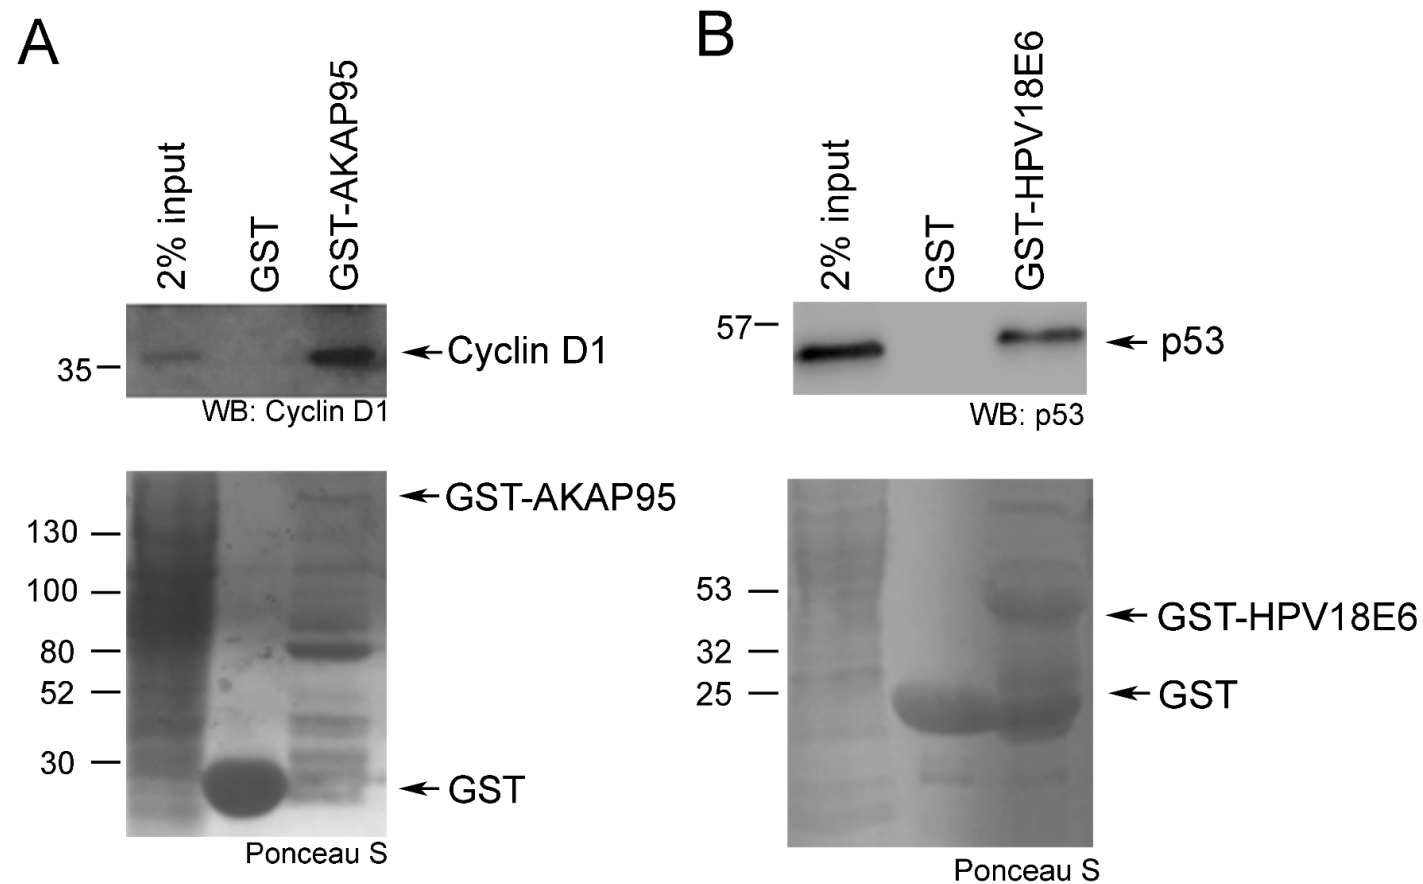 A
2% input
GST
GST-AKAP95
35
Cyclin D1
WB: Cyclin D1
GST-AKAP95
130
100
80
52
30
GST
Ponceau S
B
2% input
GST
GST-HPV18E6
57
p53
WB: p53
53
GST-HPV18E6
32
25
GST
Ponceau S